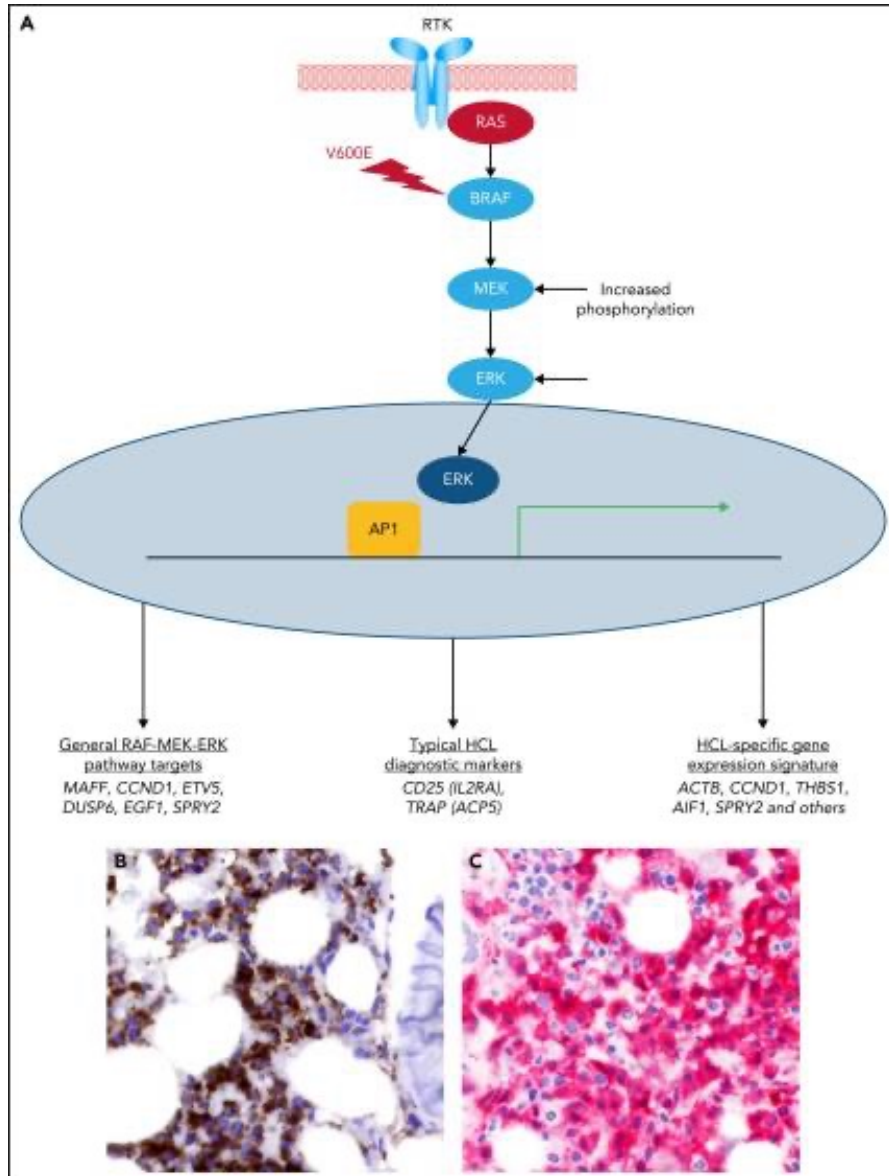 A
RTK
RAS
V600E
BRAF
MEK
Increased
phosphorylation
ERK
ERK
AP1
General RAF-MEK-ERK
pathway targets
MAFF, CCND1, ETV5,
DUSP6, EGF1, SPRY2
Typical HCL
diagnostic markers
CD25 (IL2RA),
TRAP (ACP5)
HCL-specific gene
expression signature
ACTB, CCND1, THBS1,
AIF1, SPRY2 and others
B
C